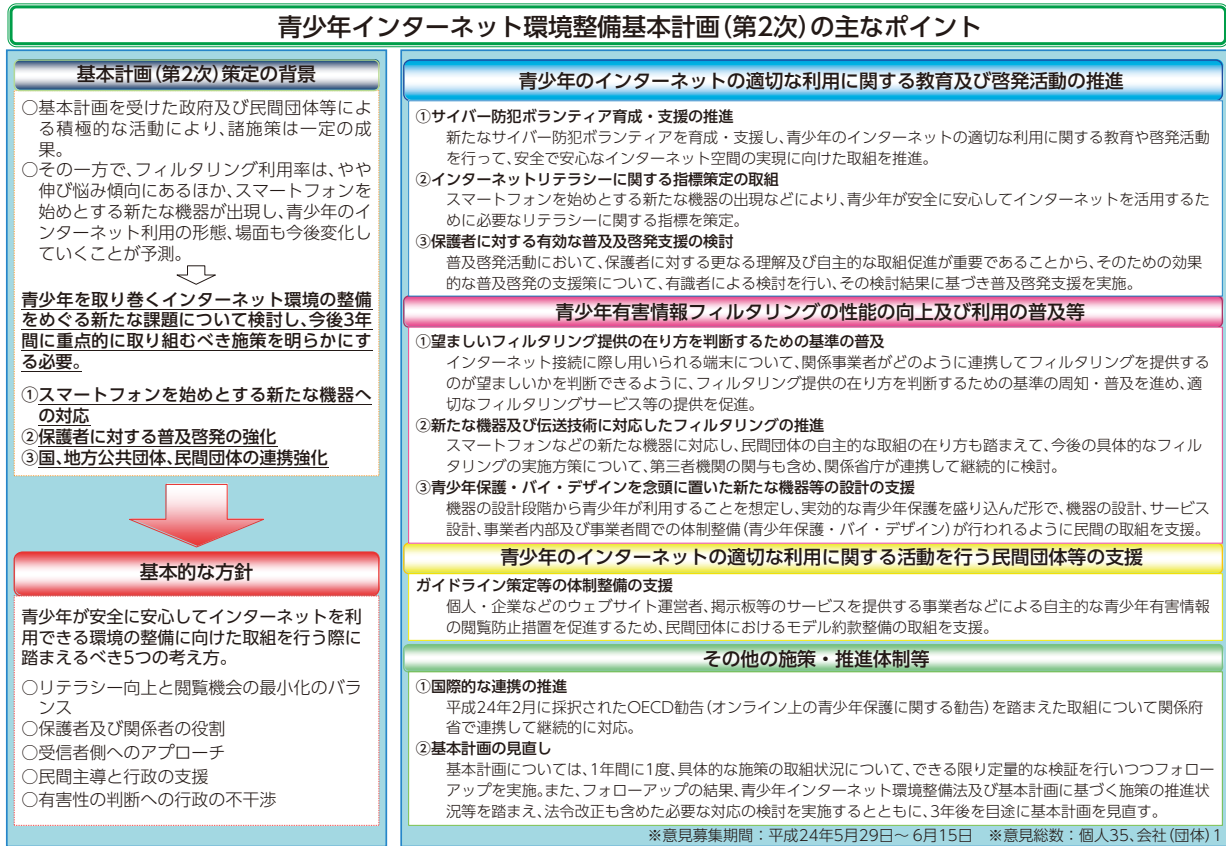 青少年インターネット環境整備基本計画(第2次)の主なポイント
基本計画(第2次)策定の背景
○基本計画を受けた政府及び民間団体等によ
る積極的な活動により、諸施策は一定の成
果。
○その一方で、フィルタリング利用率は、やや
伸び悩み傾向にあるほか、スマートフォンを
始めとする新たな機器が出現し、青少年のイ
ンターネット利用の形態、場面も今後変化し
ていくことが予測。
青少年を取り巻くインターネット環境の整備
をめぐる新たな課題について検討し、今後3年
間に重点的に取り組むべき施策を明らかにす
る必要。
①スマートフォンを始めとする新たな機器へ
の対応
②保護者に対する普及啓発の強化
③国、地方公共団体、民間団体の連携強化
基本的な方針
青少年が安全に安心してインターネットを利
用できる環境の整備に向けた取組を行う際に
踏まえるべき5つの考え方。
○リテラシー向上と閲覧機会の最小化のバラ
ンス
○保護者及び関係者の役割
○受信者側へのアプローチ
○民間主導と行政の支援
○有害性の判断への行政の不干渉
青少年のインターネットの適切な利用に関する教育及び啓発活動の推進
①サイバー防犯ボランティア育成・支援の推進
新たなサイバー防犯ボランティアを育成・支援し、青少年のインターネットの適切な利用に関する教育や啓発活動
を行って、安全で安心なインターネット空間の実現に向けた取組を推進。
②インターネットリテラシーに関する指標策定の取組
スマートフォンを始めとする新たな機器の出現などにより、青少年が安全に安心してインターネットを活用するた
めに必要なリテラシーに関する指標を策定。
③保護者に対する有効な普及及啓発支援の検討
普及啓発活動において、保護者に対する更なる理解及び自主的な取組促進が重要であることから、そのための効果
的な普及啓発の支援策について、有識者による検討を行い、その検討結果に基づき普及啓発支援を実施。
青少年有害情報フィルタリングの性能の向上及び利用の普及等
①望ましいフィルタリング提供の在り方を判断するための基準の普及
インターネット接続に際し用いられる端末について、関係事業者がどのように連携してフィルタリングを提供する
のが望ましいかを判断できるように、フィルタリング提供の在り方を判断するための基準の周知・普及を進め、適
切なフィルタリングサービス等の提供を促進。
②新たな機器及び伝送技術に対応したフィルタリングの推進
スマートフォンなどの新たな機器に対応し、民間団体の自主的な取組の在り方も踏まえて、今後の具体的なフィル
タリングの実施方策について、第三者機関の関与も含め、関係省庁が連携して継続的に検討。
③青少年保護・バイ・デザインを念頭に置いた新たな機器等の設計の支援
機器の設計段階から青少年が利用することを想定し、実効的な青少年保護を盛り込んだ形で、機器の設計、サービス
設計、事業者内部及び事業者間での体制整備(青少年保護・バイ・デザイン)が行われるように民間の取組を支援。
青少年のインターネットの適切な利用に関する活動を行う民間団体等の支援
ガイドライン策定等の体制整備の支援
個人・企業などのウェブサイト運営者、掲示板等のサービスを提供する事業者などによる自主的な青少年有害情報
の閲覧防止措置を促進するため、民間団体におけるモデル約款整備の取組を支援。
その他の施策・推進体制等
①国際的な連携の推進
平成24年2月に採択されたOECD勧告(オンライン上の青少年保護に関する勧告)を踏まえた取組について関係府
省で連携して継続的に対応。
②基本計画の見直し
基本計画については、1年間に1度、具体的な施策の取組状況について、できる限り定量的な検証を行いつつフォロー
アップを実施。また、フォローアップの結果、青少年インターネット環境整備法及び基本計画に基づく施策の推進状
況等を踏まえ、法令改正も含めた必要な対応の検討を実施するとともに、3年後を目途に基本計画を見直す。
※意見募集期間:平成24年5月29日~6月15日 ※意見総数:個人35、会社(団体)1